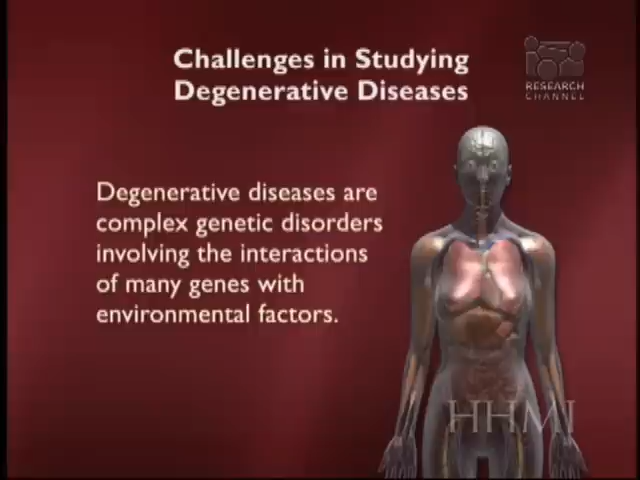 Challenges in Studying
Degenerative Diseases
RESEARCH
CHANNEL
Degenerative diseases are
complex genetic disorders
involving the interactions
of many genes with
environmental factors.
HHMI